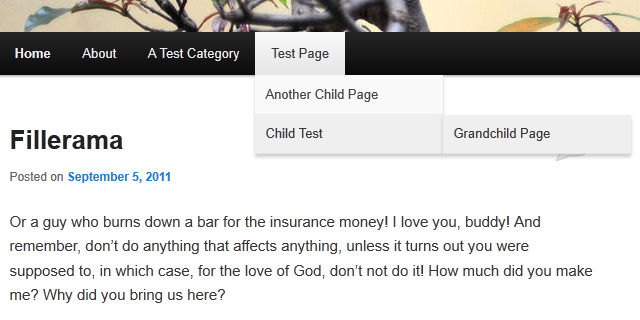 Home About A Test Category Test Page
Another Child Page
Child Test Grandchild Page
Fillerama
Posted on September 5, 2011
Or a guy who burns down a bar for the insurance money! I love you, buddy! And
remember, don’t do anything that affects anything, unless it turns out you were
supposed to, in which case, for the love of God, don’t not do it! How much did you make
me? Why did you bring us here?